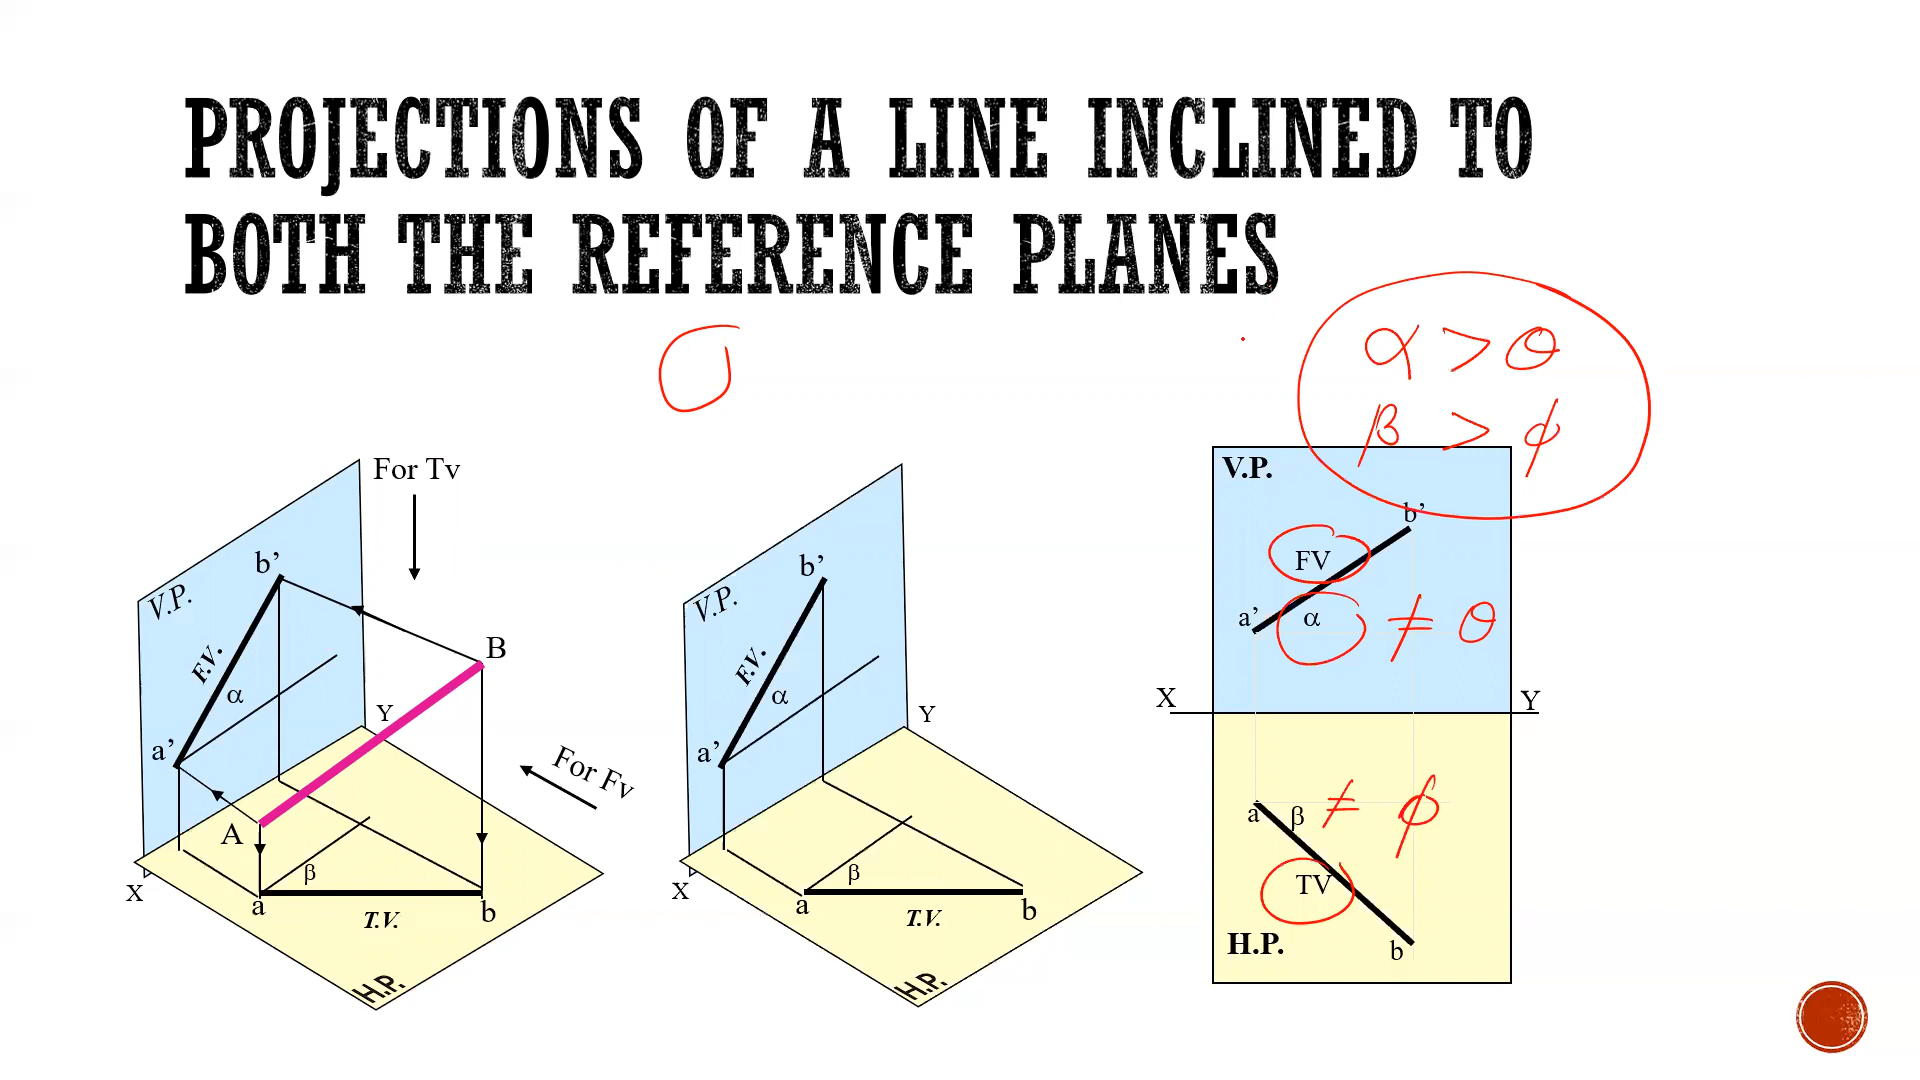 PROJECTIONS OF A LINE INCLINED TO
BOTH THE REFERENCE PLANES
α > θ
β > ϕ
For Tv
V.P.
b’
F.V.
α
a’
B
Y
For Fv
A
β
X
a
T.V.
b
H.P.
V.P.
b’
F.V.
α
a’
Y
β
X
a
T.V.
b
H.P.
V.P.
b’
FV
a’ α ≠ θ
X Y
a β ≠ ϕ
TV
H.P. b